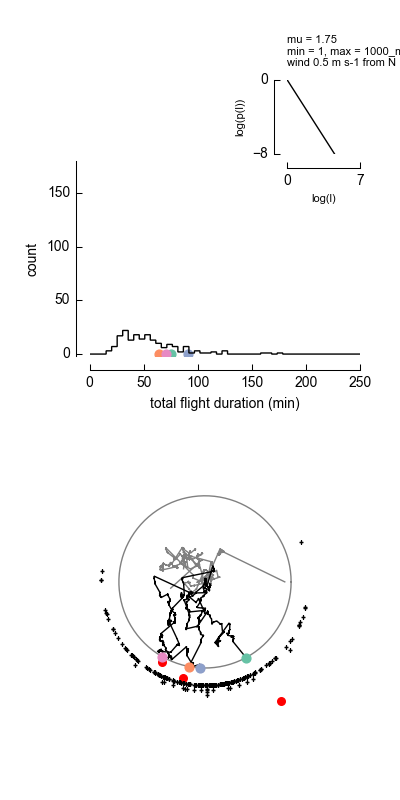 mu = 1.75
min = 1, max = 1000_m
wind 0.5 m s-1 from N
0
log(p(l))
−8
0
7
log(l)
150
100
50
0
count
0
50
100
150
200
250
total flight duration (min)